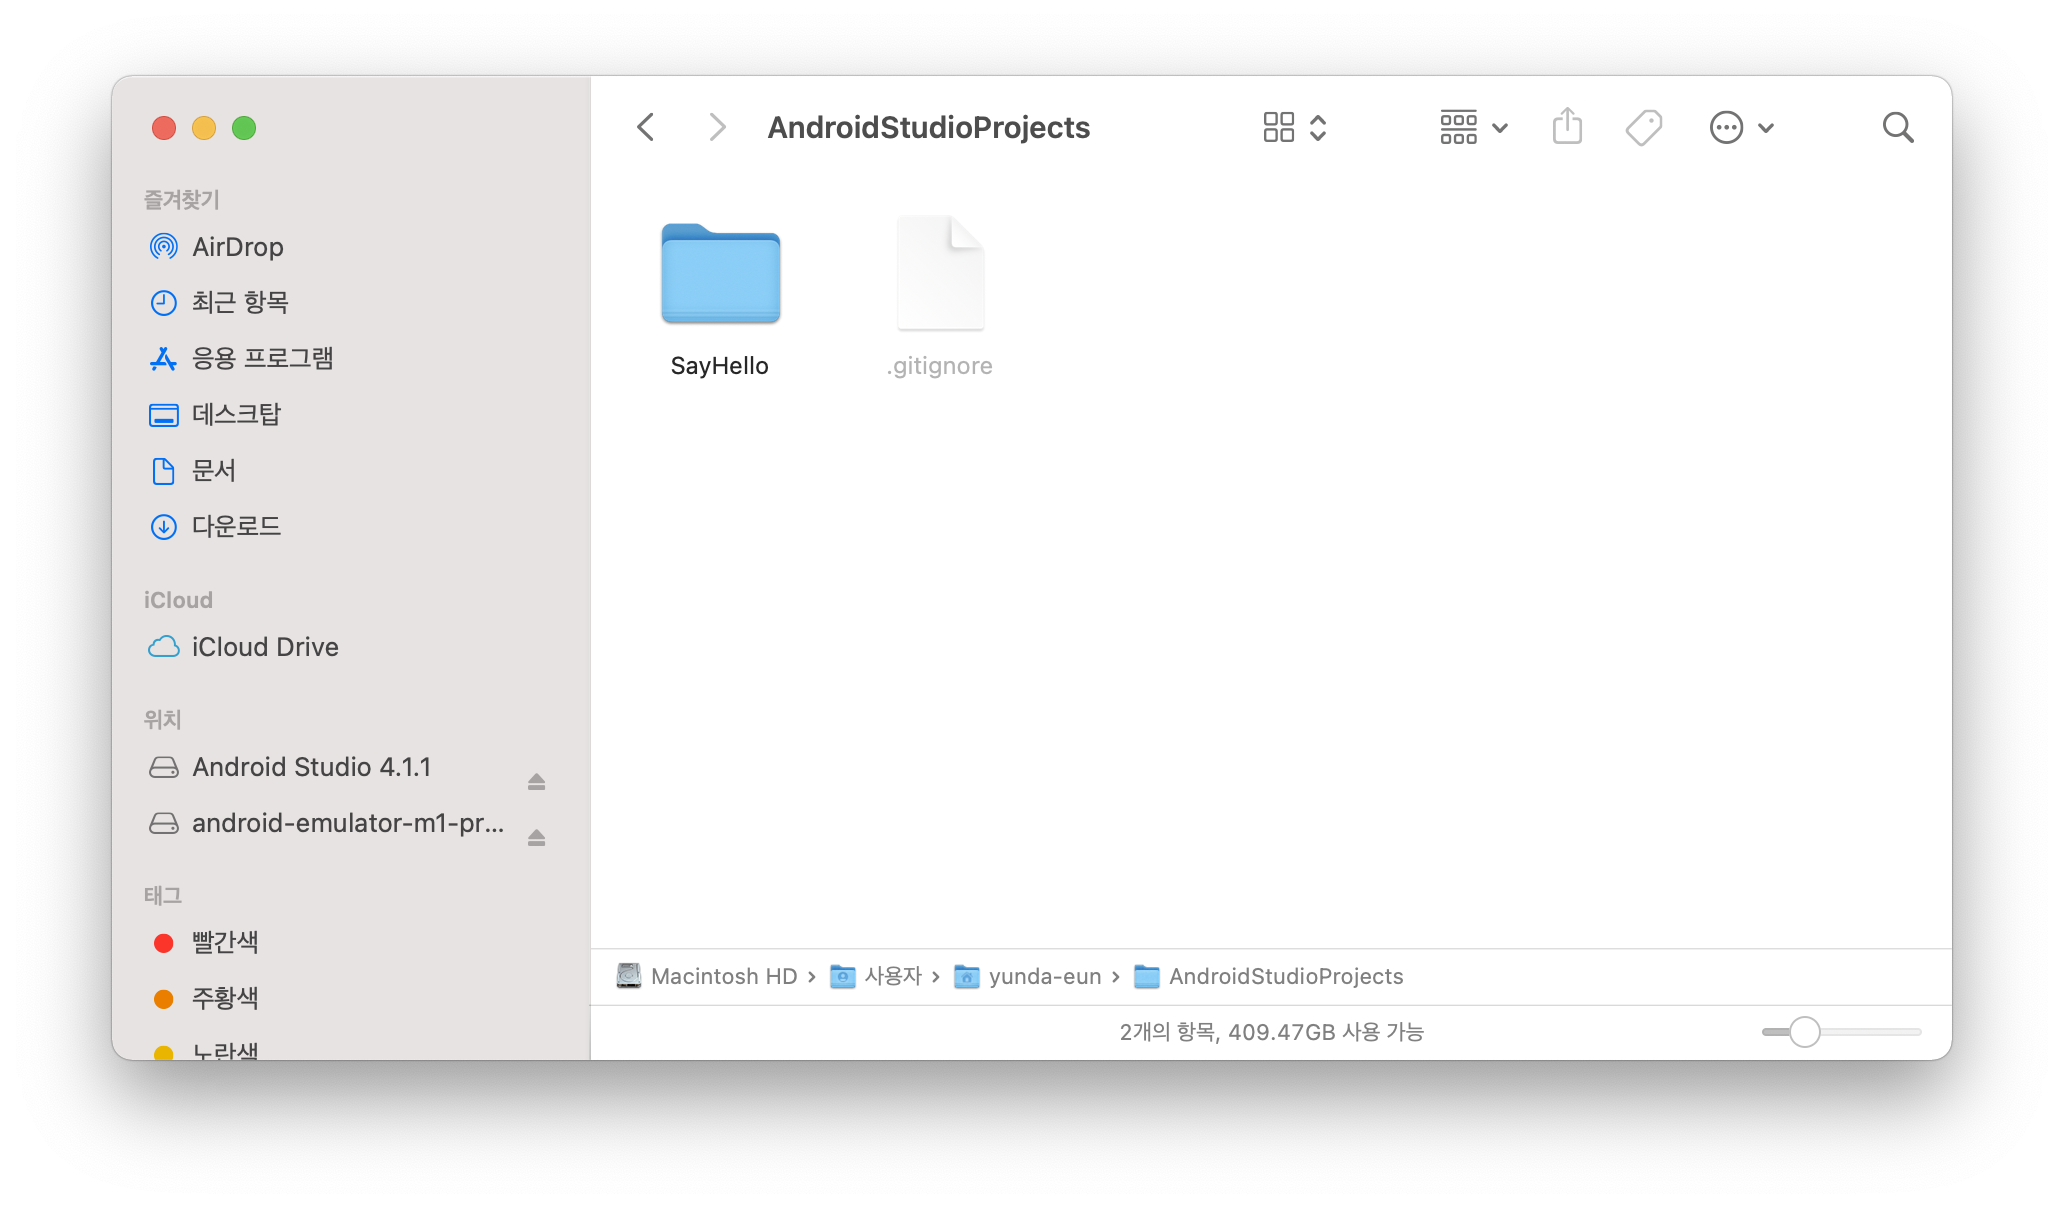 AndroidStudioProjects
즐겨찾기
AirDrop
최근 항목
응용 프로그램
데스크탑
문서
다운로드
iCloud
iCloud Drive
위치
Android Studio 4.1.1
android-emulator-m1-pr...
태그
빨간색
주황색
노란색
SayHello
.gitignore
Macintosh HD › 사용자 › yunda-eun › AndroidStudioProjects
2개의 항목, 409.47GB 사용 가능